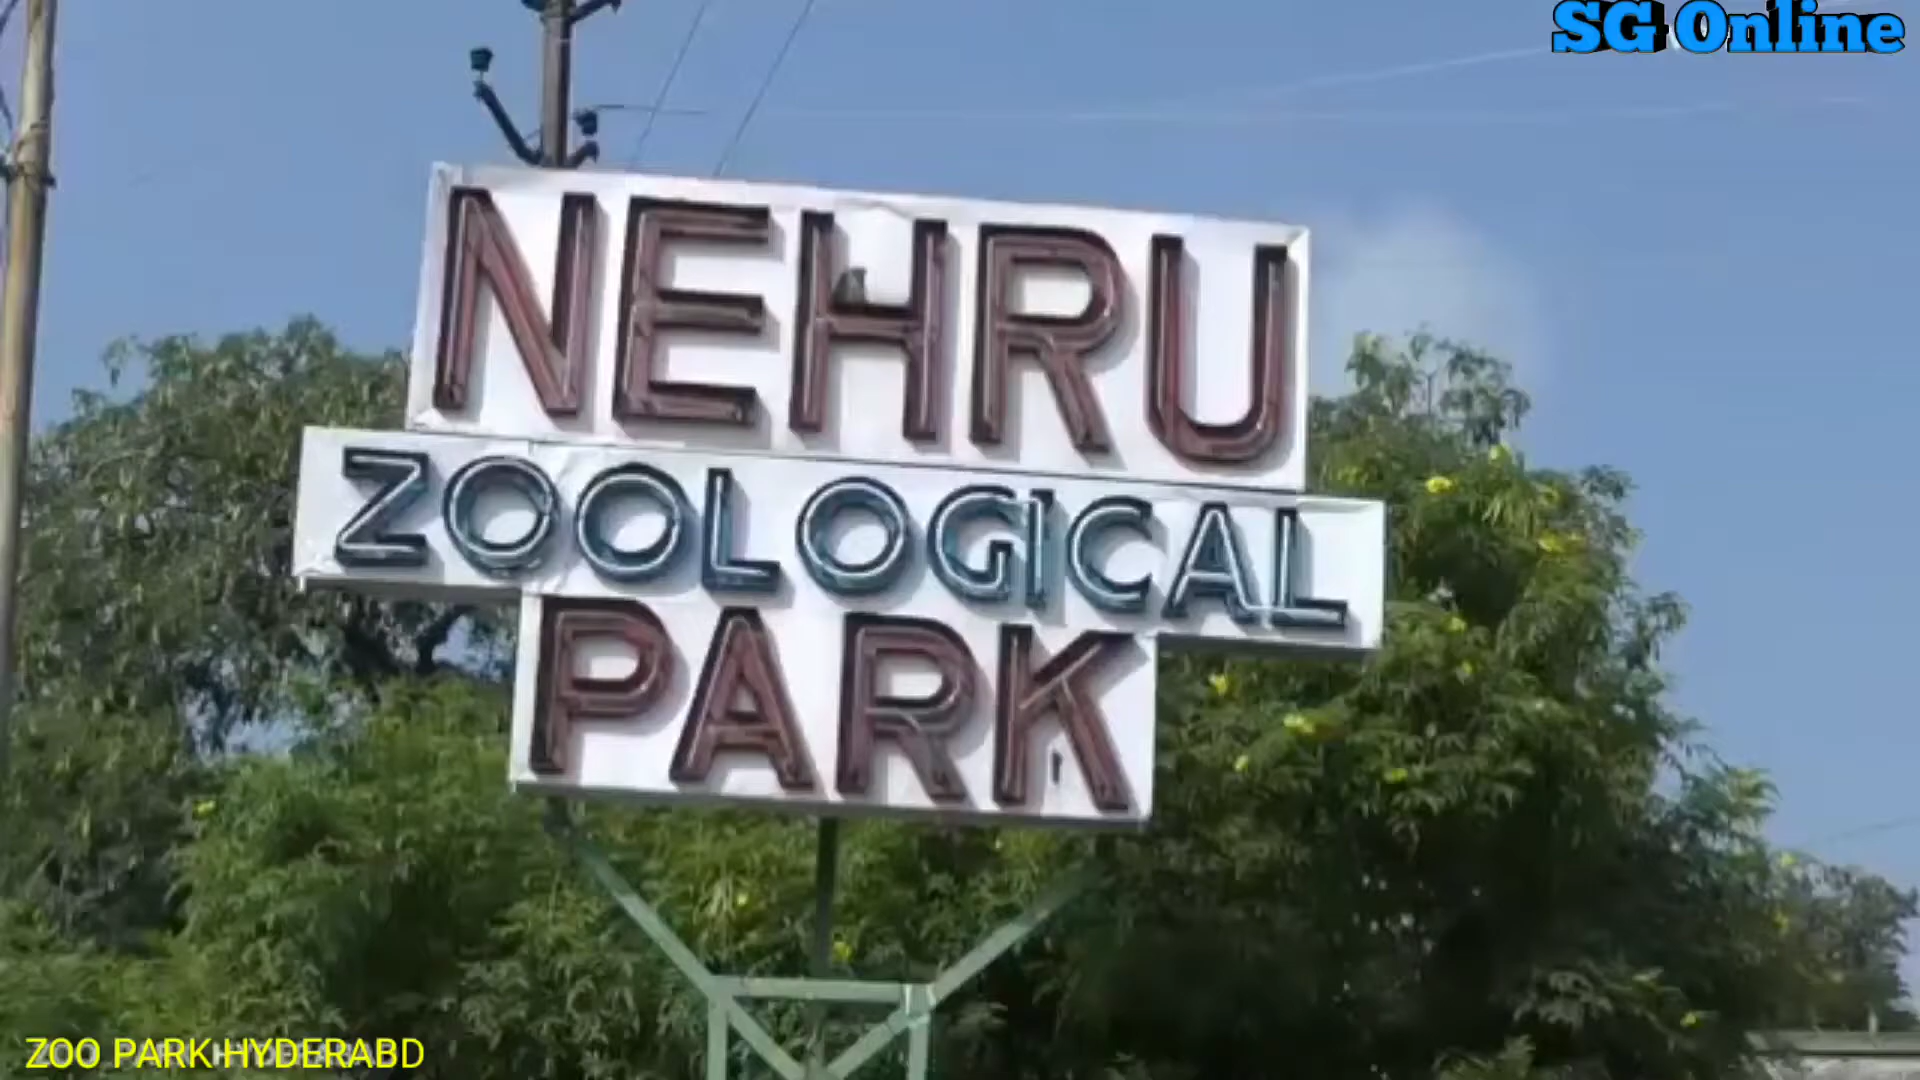 SG Online
NEHRU
ZOOLOGICAL
PARK
ZOO PARK HYDERABD